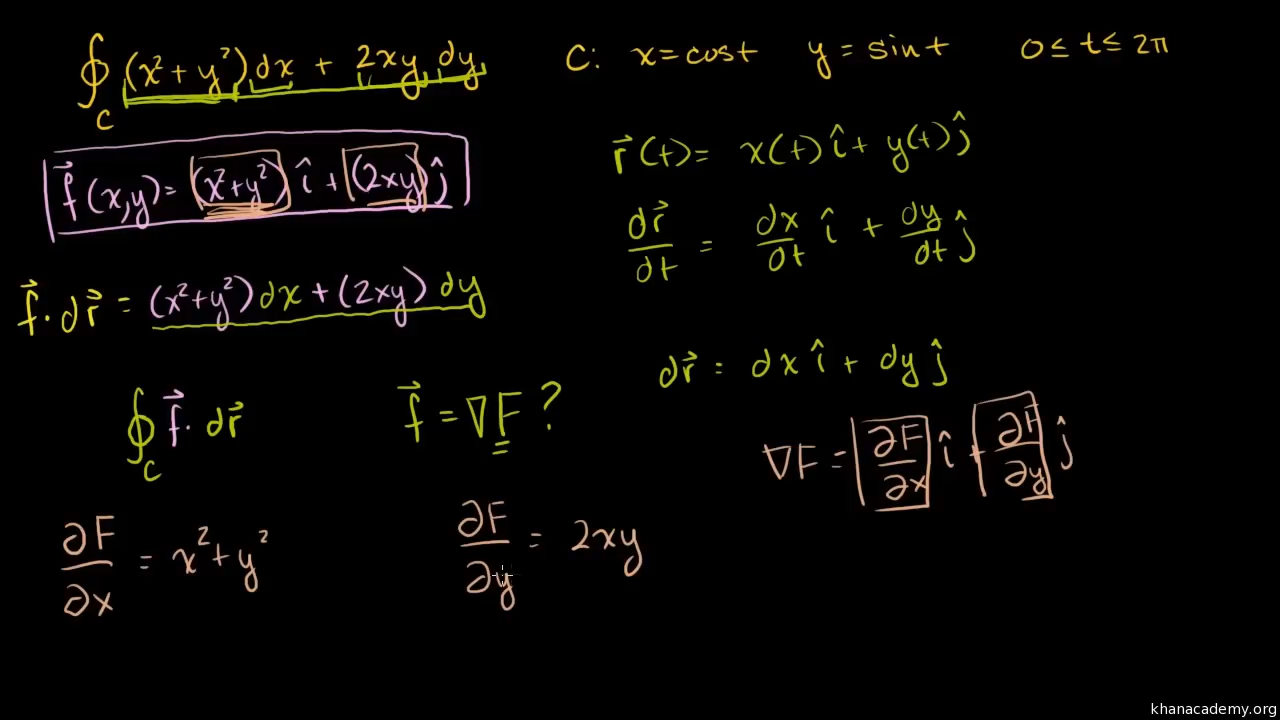 ∮_C (x² + y²) dx + 2xy dy    C: x = cos t    y = sin t    0 ≤ t ≤ 2π
f⃗(x,y) = (x² + y²) î + (2xy) ĵ
r⃗(t) = x(t) î + y(t) ĵ
dr⃗/dt = dx/dt î + dy/dt ĵ
f⃗ · dr⃗ = (x² + y²) dx + (2xy) dy
dr⃗ = dx î + dy ĵ
∮_C f⃗ · dr⃗    f⃗ = ∇F ?
∇F = ∂F/∂x î + ∂F/∂y ĵ
∂F/∂x = x² + y²    ∂F/∂y = 2xy
khanacademy.org